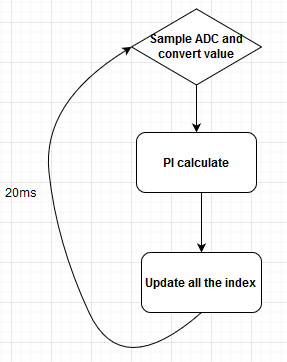 Sample ADC and
convert value
PI calculate
20ms
Update all the index